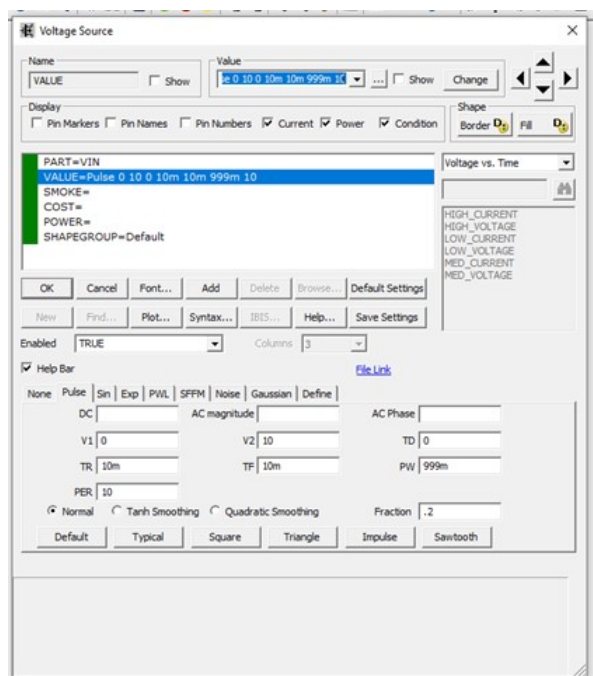 Voltage Source
Name
Value
VALUE
Show
se 0 10 0 10m 10m 999m 10
...
Show
Change
Display
Pin Markers Pin Names Pin Numbers Current Power Condition
Shape
Border Fill
PART=VIN
VALUE=Pulse 0 10 0 10m 10m 999m 10
SMOKE=
COST=
POWER=
SHAPEGROUP=Default
Voltage vs. Time
HIGH_CURRENT
HIGH_VOLTAGE
LOW_CURRENT
LOW_VOLTAGE
MED_CURRENT
MED_VOLTAGE
OK Cancel Font... Add Delete Browse... Default Settings
New Find... Plot... Syntax... IBIS... Help... Save Settings
Enabled TRUE Columns 3
Help Bar File Link
None Pulse Sin Exp PWL SFFM Noise Gaussian Define
DC AC magnitude AC Phase
V1 0 V2 10 TD 0
TR 10m TF 10m PW 999m
PER 10
Normal Tanh Smoothing Quadratic Smoothing Fraction .2
Default Typical Square Triangle Impulse Sawtooth